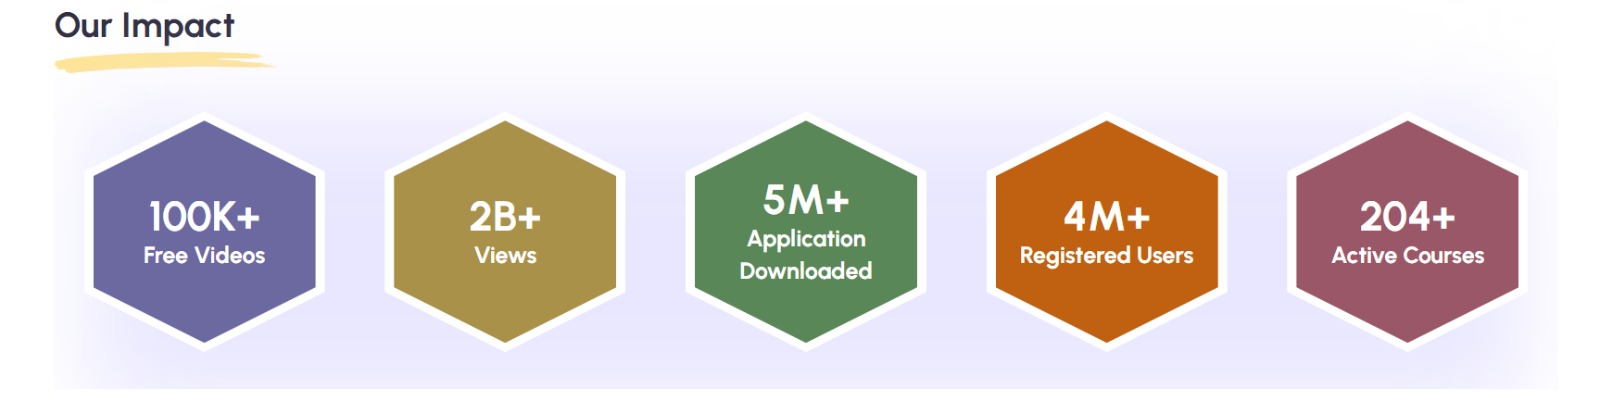 Our Impact
100K+
Free Videos
2B+
Views
5M+
Application
Downloaded
4M+
Registered Users
204+
Active Courses